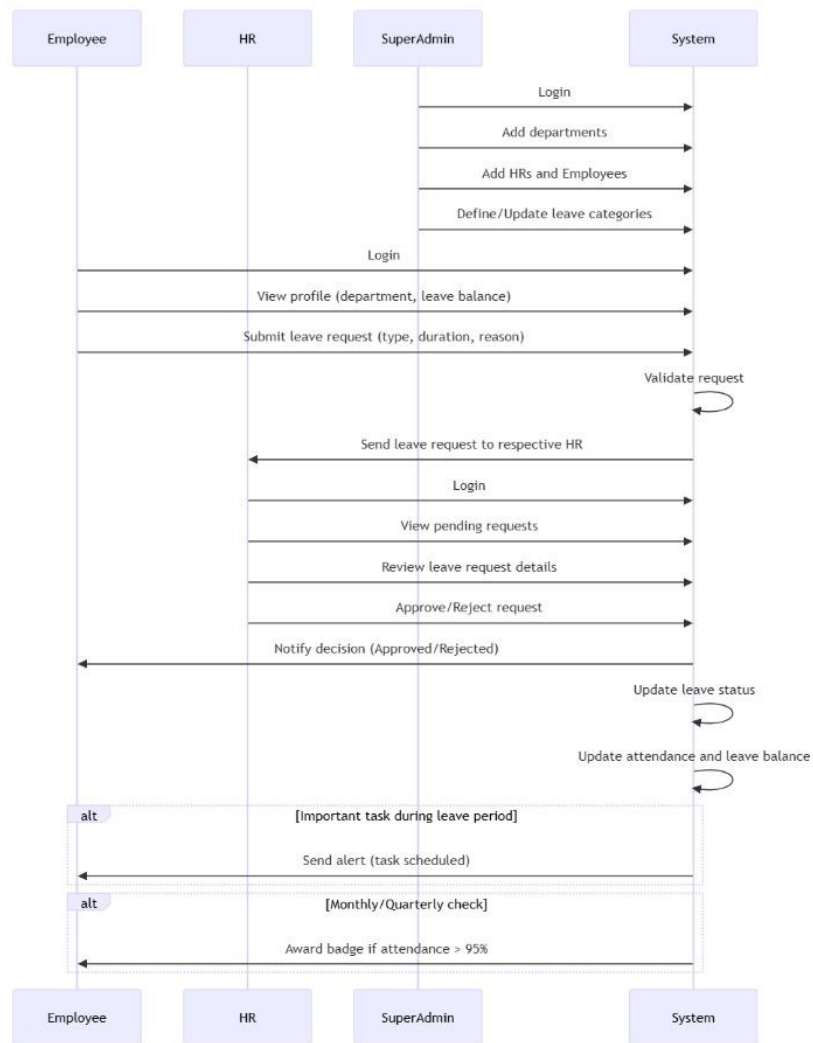 Employee
HR
SuperAdmin
System
Login
Add departments
Add HRs and Employees
Define/Update leave categories
Login
View profile (department, leave balance)
Submit leave request (type, duration, reason)
Validate request
Send leave request to respective HR
Login
View pending requests
Review leave request details
Approve/Reject request
Notify decision (Approved/Rejected)
Update leave status
Update attendance and leave balance
alt
[Important task during leave period]
Send alert (task scheduled)
alt
[Monthly/Quarterly check]
Award badge if attendance > 95%
Employee
HR
SuperAdmin
System